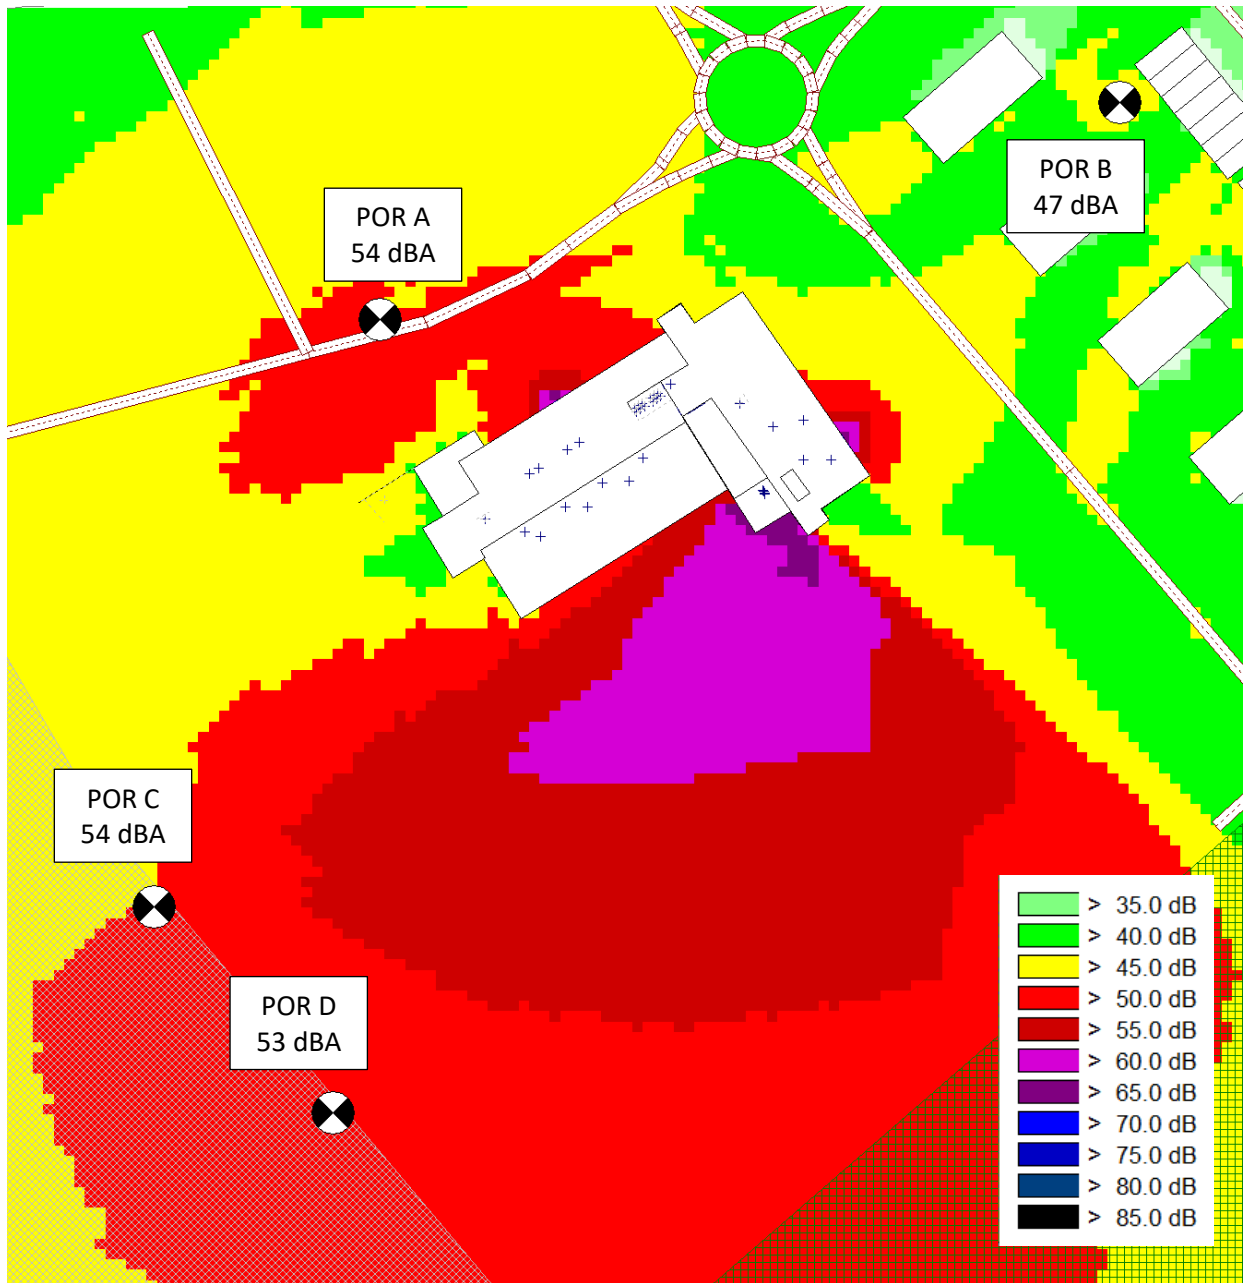 POR A
54 dBA
POR B
47 dBA
POR C
54 dBA
POR D
53 dBA
> 35.0 dB
> 40.0 dB
> 45.0 dB
> 50.0 dB
> 55.0 dB
> 60.0 dB
> 65.0 dB
> 70.0 dB
> 75.0 dB
> 80.0 dB
> 85.0 dB